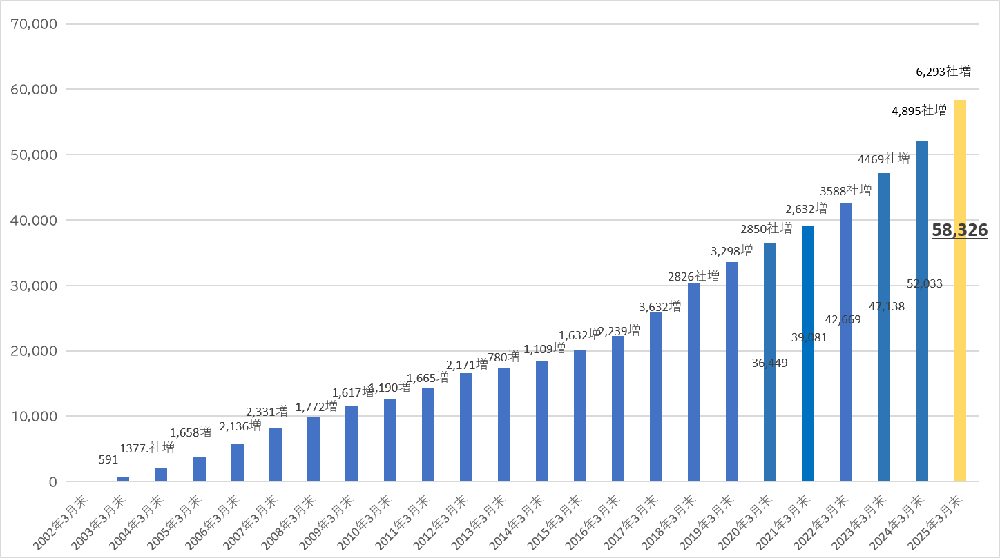 70,000
60,000
50,000
40,000
30,000
20,000
10,000
0
591
1377.社増
1,658増
2,136増
2,331増
1,772増
1,617増
1,190増
1,665増
2,171増
780増
1,109増
1,632増
2,239増
3,632増
2826社増
3,298増
2850社増
2,632増
3588社増
4469社増
4,895社増
6,293社増
36,449
39,081
42,669
47,138
52,033
58,326
2002年3月末
2003年3月末
2004年3月末
2005年3月末
2006年3月末
2007年3月末
2008年3月末
2009年3月末
2010年3月末
2011年3月末
2012年3月末
2013年3月末
2014年3月末
2015年3月末
2016年3月末
2017年3月末
2018年3月末
2019年3月末
2020年3月末
2021年3月末
2022年3月末
2023年3月末
2024年3月末
2025年3月末